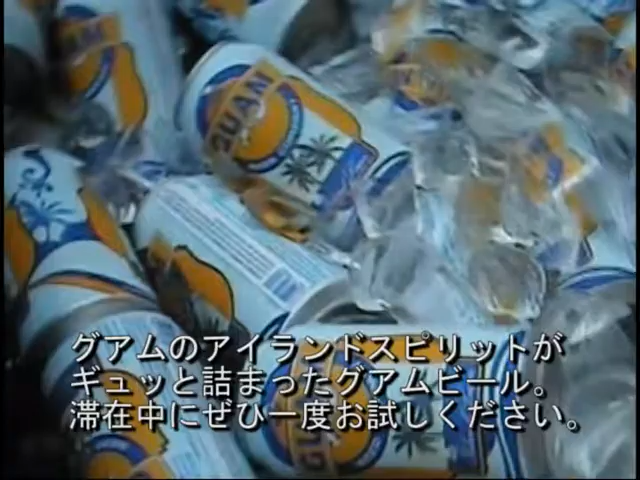 GUAM
GUAM
グアムのアイランドスピリットが
ギュッと詰まったグアムビール。
滞在中にぜひ一度お試しください。